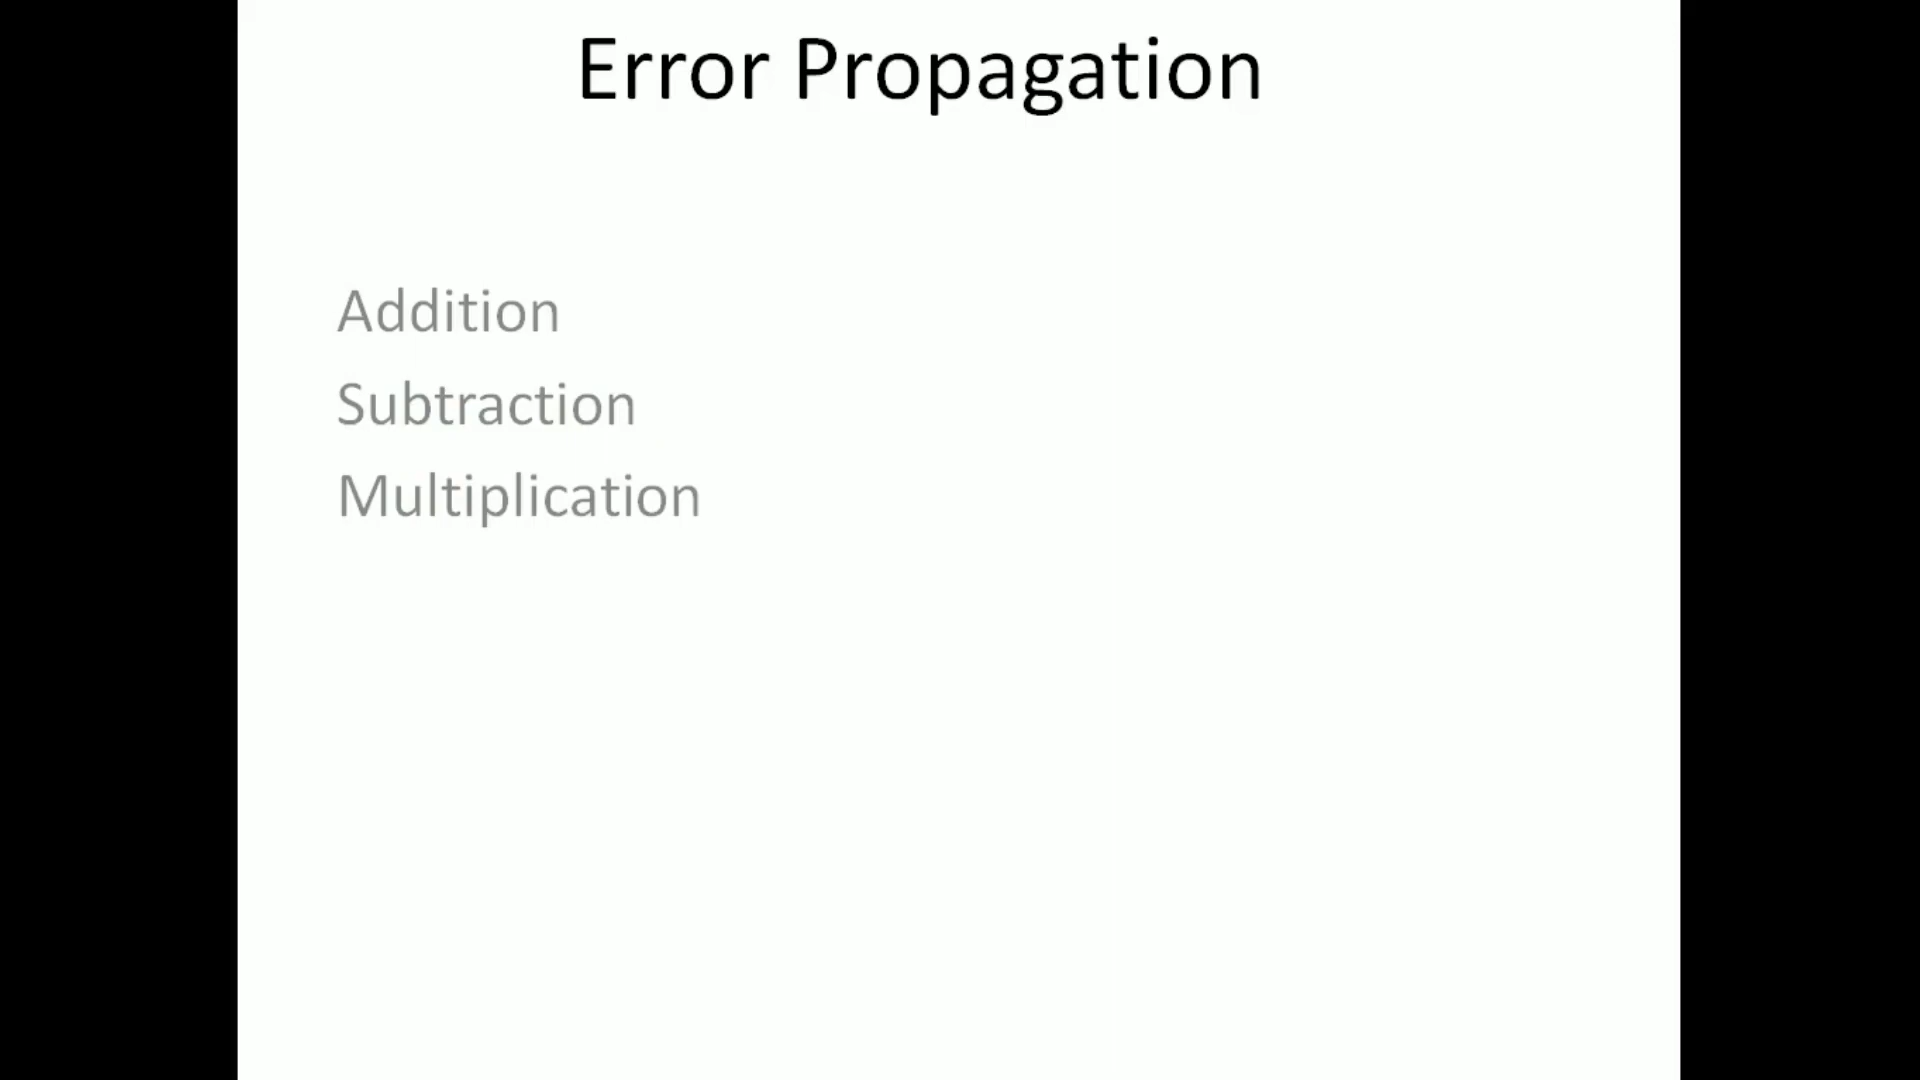 Error Propagation
Addition
Subtraction
Multiplication